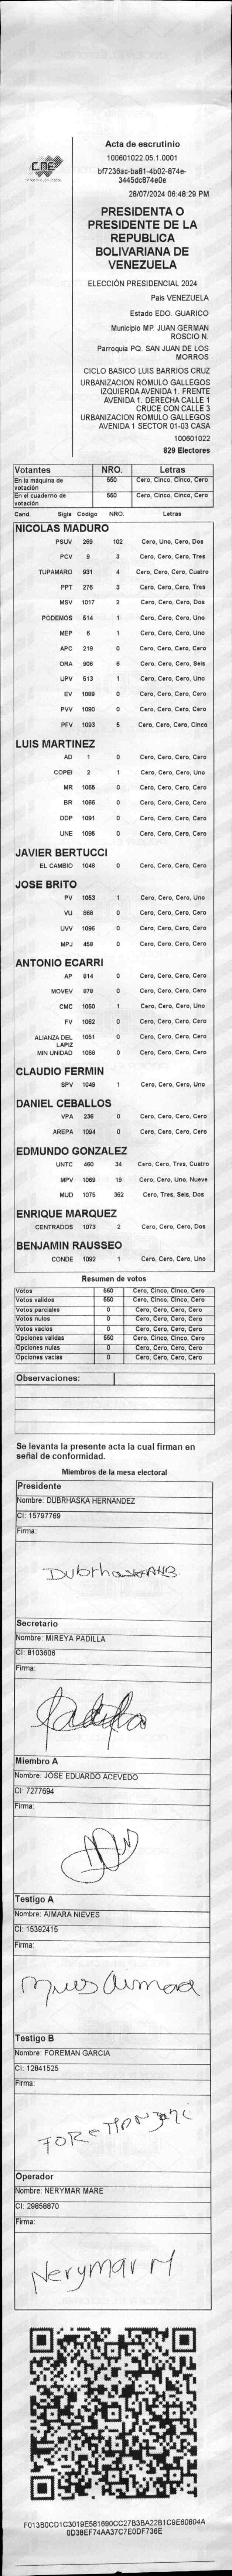 CNE
Acta de escrutinio
100601022.05.1.0001
bf7236ac-ba81-4b02-874e-
3445dc874e0e
28/07/2024 06:48:29 PM
PRESIDENTA O
PRESIDENTE DE LA
REPUBLICA
BOLIVARIANA DE
VENEZUELA
ELECCIÓN PRESIDENCIAL 2024
Pais VENEZUELA
Estado EDO. GUARICO
Municipio MP. JUAN GERMAN
ROSCIO N.
Parroquia PQ. SAN JUAN DE LOS
MORROS
CICLO BASICO LUIS BARRIOS CRUZ
URBANIZACION ROMULO GALLEGOS
IZQUIERDA AVENIDA 1. FRENTE
AVENIDA 1. DERECHA CALLE 1
CRUCE CON CALLE 3
URBANIZACION ROMULO GALLEGOS
AVENIDA 1 SECTOR 01-03 CASA
100601022
829 Electores
Votantes NRO. Letras
En la máquina de votación 550 Cero, Cinco, Cinco, Cero
En el cuaderno de votación 550 Cero, Cinco, Cinco, Cero
Cand. Sigla Código NRO. Letras
NICOLAS MADURO
PSUV 269 102 Cero, Uno, Cero, Dos
PCV 9 3 Cero, Cero, Cero, Tres
TUPAMARO 931 4 Cero, Cero, Cero, Cuatro
PPT 276 3 Cero, Cero, Cero, Tres
MSV 1017 2 Cero, Cero, Cero, Dos
PODEMOS 514 1 Cero, Cero, Cero, Uno
MEP 6 1 Cero, Cero, Cero, Uno
APC 219 0 Cero, Cero, Cero, Cero
ORA 906 6 Cero, Cero, Cero, Seis
UPV 513 1 Cero, Cero, Cero, Uno
EV 1089 0 Cero, Cero, Cero, Cero
PVV 1090 0 Cero, Cero, Cero, Cero
PFV 1093 5 Cero, Cero, Cero, Cinco
LUIS MARTINEZ
AD 1 0 Cero, Cero, Cero, Cero
COPEI 2 1 Cero, Cero, Cero, Uno
MR 1065 0 Cero, Cero, Cero, Cero
BR 1066 0 Cero, Cero, Cero, Cero
DDP 1091 0 Cero, Cero, Cero, Cero
UNE 1095 0 Cero, Cero, Cero, Cero
JAVIER BERTUCCI
EL CAMBIO 1048 0 Cero, Cero, Cero, Cero
JOSE BRITO
PV 1053 1 Cero, Cero, Cero, Uno
VU 868 0 Cero, Cero, Cero, Cero
UVV 1096 0 Cero, Cero, Cero, Cero
MPJ 458 0 Cero, Cero, Cero, Cero
ANTONIO ECARRI
AP 814 0 Cero, Cero, Cero, Cero
MOVEV 878 0 Cero, Cero, Cero, Cero
CMC 1050 1 Cero, Cero, Cero, Uno
FV 1052 0 Cero, Cero, Cero, Cero
ALIANZA DEL LAPIZ 1051 0 Cero, Cero, Cero, Cero
MIN UNIDAD 1068 0 Cero, Cero, Cero, Cero
CLAUDIO FERMIN
SPV 1049 1 Cero, Cero, Cero, Uno
DANIEL CEBALLOS
VPA 236 0 Cero, Cero, Cero, Cero
AREPA 1094 0 Cero, Cero, Cero, Cero
EDMUNDO GONZALEZ
UNTC 460 34 Cero, Cero, Tres, Cuatro
MPV 1069 19 Cero, Cero, Uno, Nueve
MUD 1075 362 Cero, Tres, Seis, Dos
ENRIQUE MARQUEZ
CENTRADOS 1073 2 Cero, Cero, Cero, Dos
BENJAMIN RAUSSEO
CONDE 1092 1 Cero, Cero, Cero, Uno
Resumen de votos
Votos 550 Cero, Cinco, Cinco, Cero
Votos validos 550 Cero, Cinco, Cinco, Cero
Votos parciales 0 Cero, Cero, Cero, Cero
Votos nulos 0 Cero, Cero, Cero, Cero
Votos vacios 0 Cero, Cero, Cero, Cero
Opciones validas 550 Cero, Cinco, Cinco, Cero
Opciones nulas 0 Cero, Cero, Cero, Cero
Opciones vacias 0 Cero, Cero, Cero, Cero
Observaciones:
Se levanta la presente acta la cual firman en
señal de conformidad.
Miembros de la mesa electoral
Presidente
Nombre: DUBRHASKA HERNANDEZ
CI: 15797769
Firma:
Secretario
Nombre: MIREYA PADILLA
CI: 8103606
Firma:
Padilla
Miembro A
Nombre: JOSE EDUARDO ACEVEDO
CI: 7277694
Firma:
Testigo A
Nombre: AIMARA NIEVES
CI: 15392415
Firma:
Testigo B
Nombre: FOREMAN GARCIA
CI: 12841525
Firma:
Operador
Nombre: NERYMAR MARE
CI: 29858870
Firma:
Nerymar M
F013B0CD1C3019E581690CC27B3BA22B1C9E60804A
0D38EF74AA37C7E0DF736E